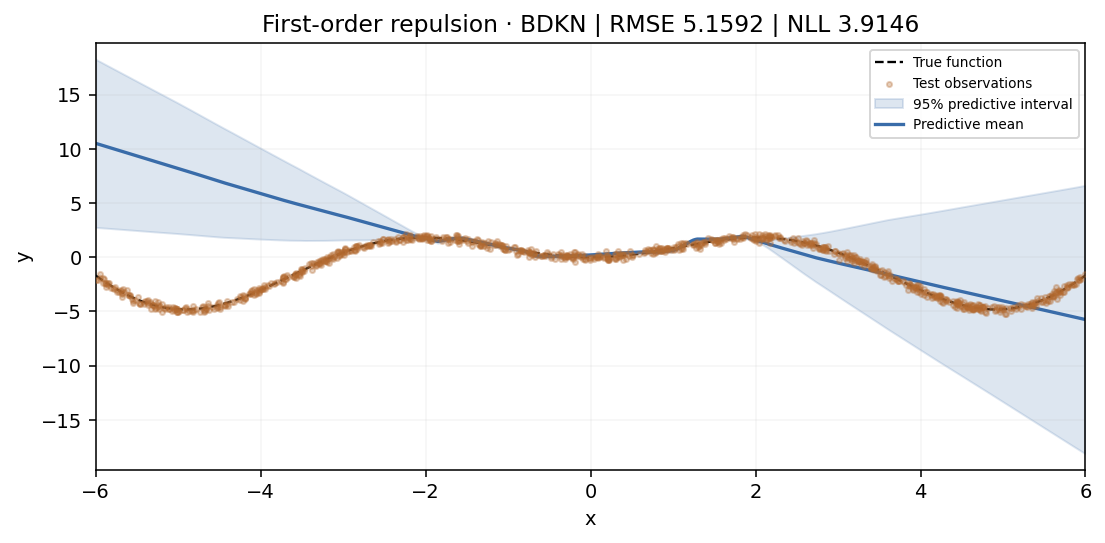 First-order repulsion · BDKN | RMSE 5.1592 | NLL 3.9146
True function
Test observations
95% predictive interval
Predictive mean
y
15
10
5
0
−5
−10
−15
−6
−4
−2
0
2
4
6
x